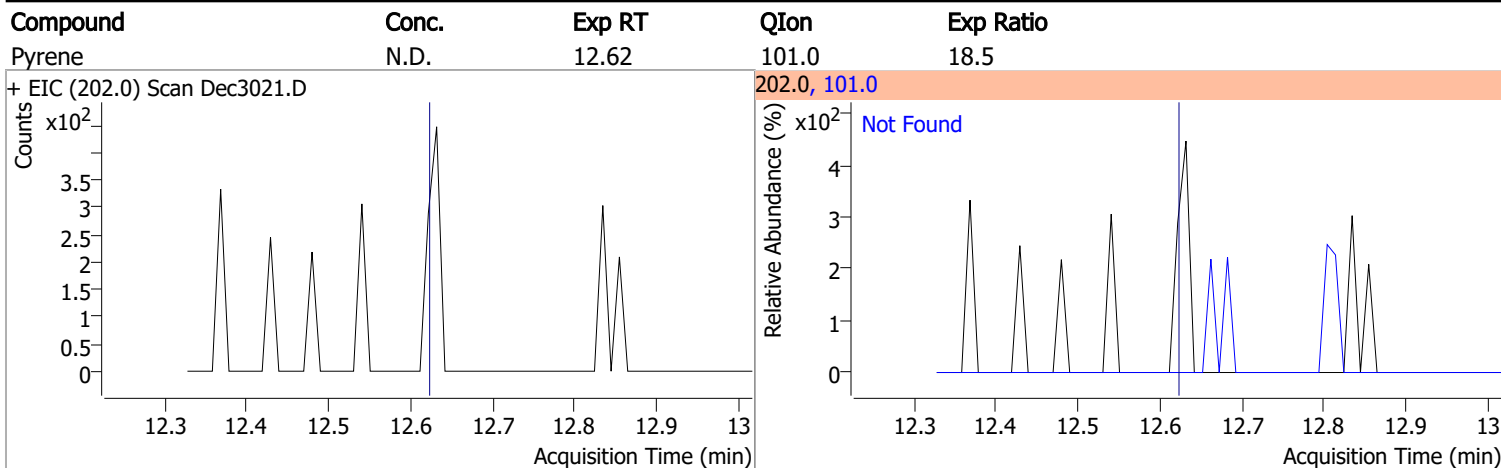 Compound Conc. Exp RT QIon Exp Ratio
Pyrene N.D. 12.62 101.0 18.5
+ EIC (202.0) Scan Dec3021.D
Counts
x10²
3.5
3
2.5
2
1.5
1
0.5
0
12.3 12.4 12.5 12.6 12.7 12.8 12.9 13
Acquisition Time (min)
202.0, 101.0
Relative Abundance (%)
x10²
Not Found
4
3
2
1
0
12.3 12.4 12.5 12.6 12.7 12.8 12.9 13
Acquisition Time (min)